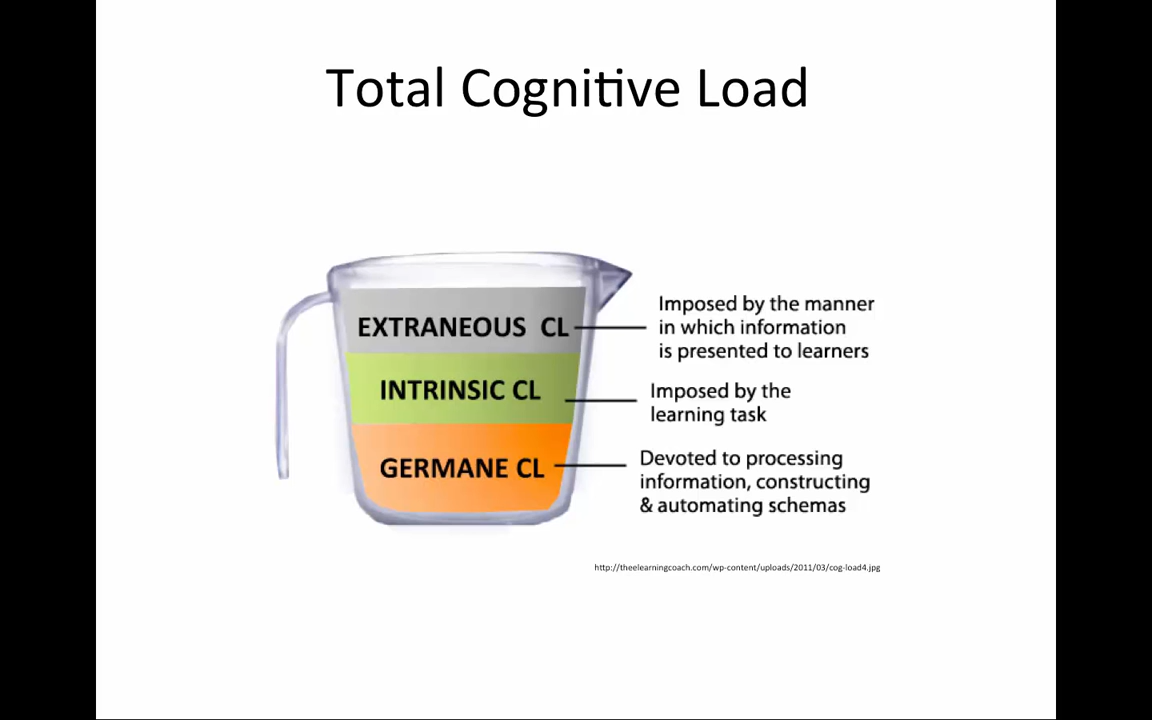 Total Cognitive Load
EXTRANEOUS CL
Imposed by the manner
in which information
is presented to learners
INTRINSIC CL
Imposed by the
learning task
GERMANE CL
Devoted to processing
information, constructing
& automating schemas
http://theelearningcoach.com/wp-content/uploads/2011/03/cog-load4.jpg